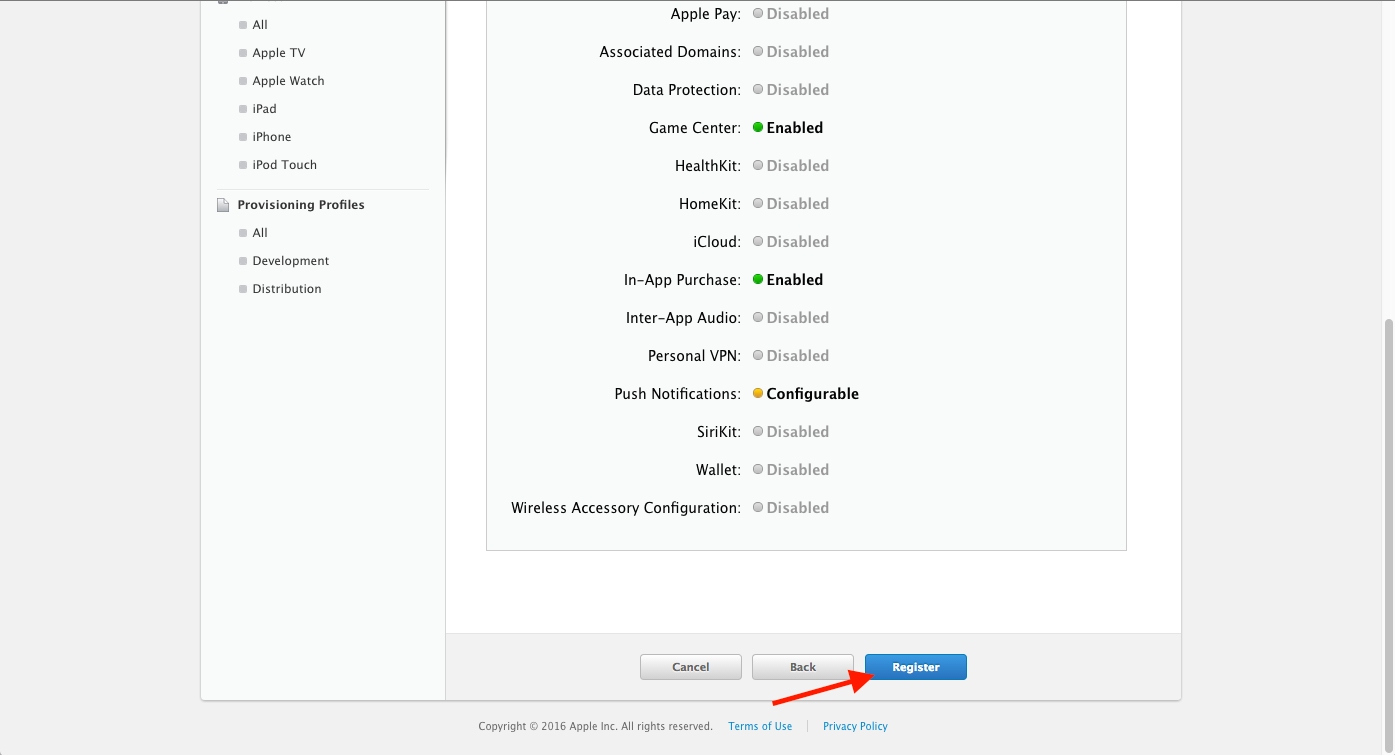 All
Apple TV
Apple Watch
iPad
iPhone
iPod Touch
Provisioning Profiles
All
Development
Distribution
Apple Pay: Disabled
Associated Domains: Disabled
Data Protection: Disabled
Game Center: Enabled
HealthKit: Disabled
HomeKit: Disabled
iCloud: Disabled
In-App Purchase: Enabled
Inter-App Audio: Disabled
Personal VPN: Disabled
Push Notifications: Configurable
SiriKit: Disabled
Wallet: Disabled
Wireless Accessory Configuration: Disabled
Cancel Back Register
Copyright © 2016 Apple Inc. All rights reserved. Terms of Use Privacy Policy